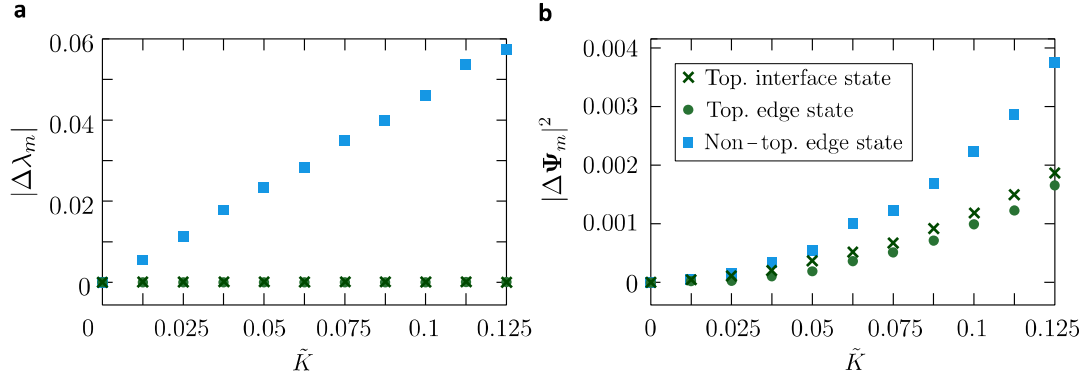 a
b
0.06
0.04
0.02
0
|Δλₘ|
0 0.025 0.05 0.075 0.1 0.125
K̃
0.004
0.003
0.002
0.001
0
|ΔΨₘ|²
Top. interface state
Top. edge state
Non-top. edge state
0 0.025 0.05 0.075 0.1 0.125
K̃